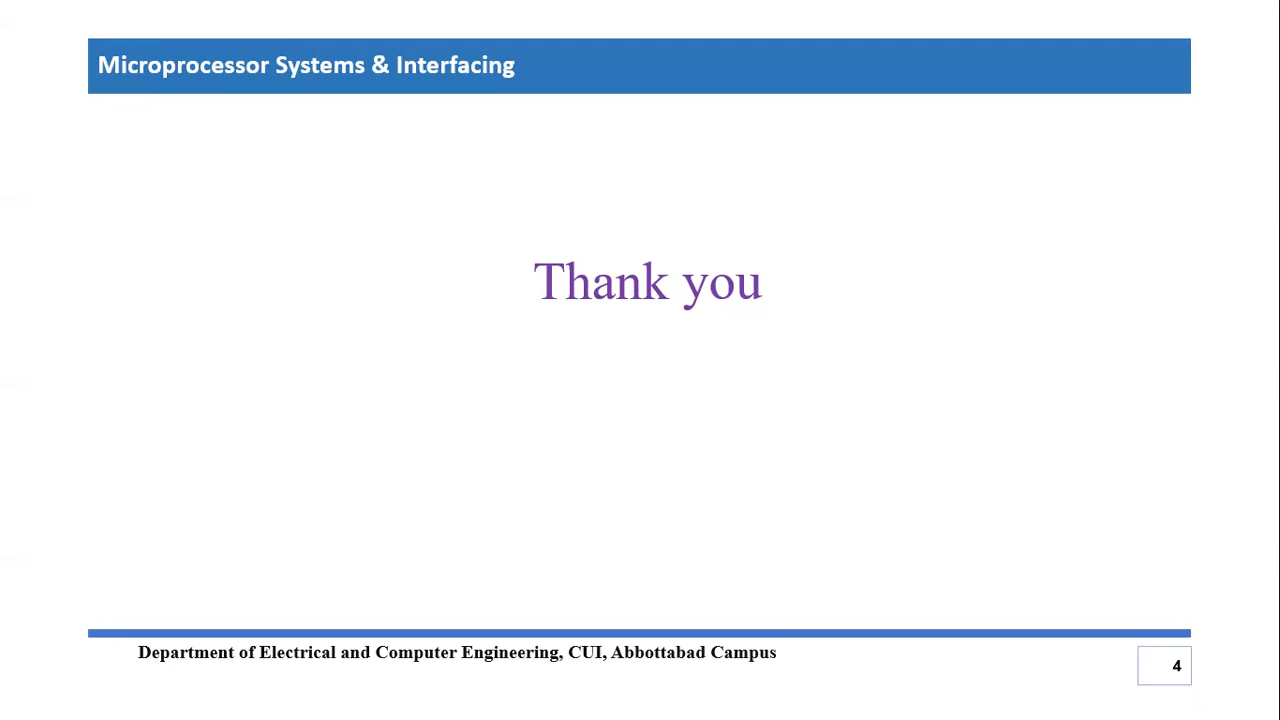 Microprocessor Systems & Interfacing
Thank you
Department of Electrical and Computer Engineering, CUI, Abbottabad Campus
4